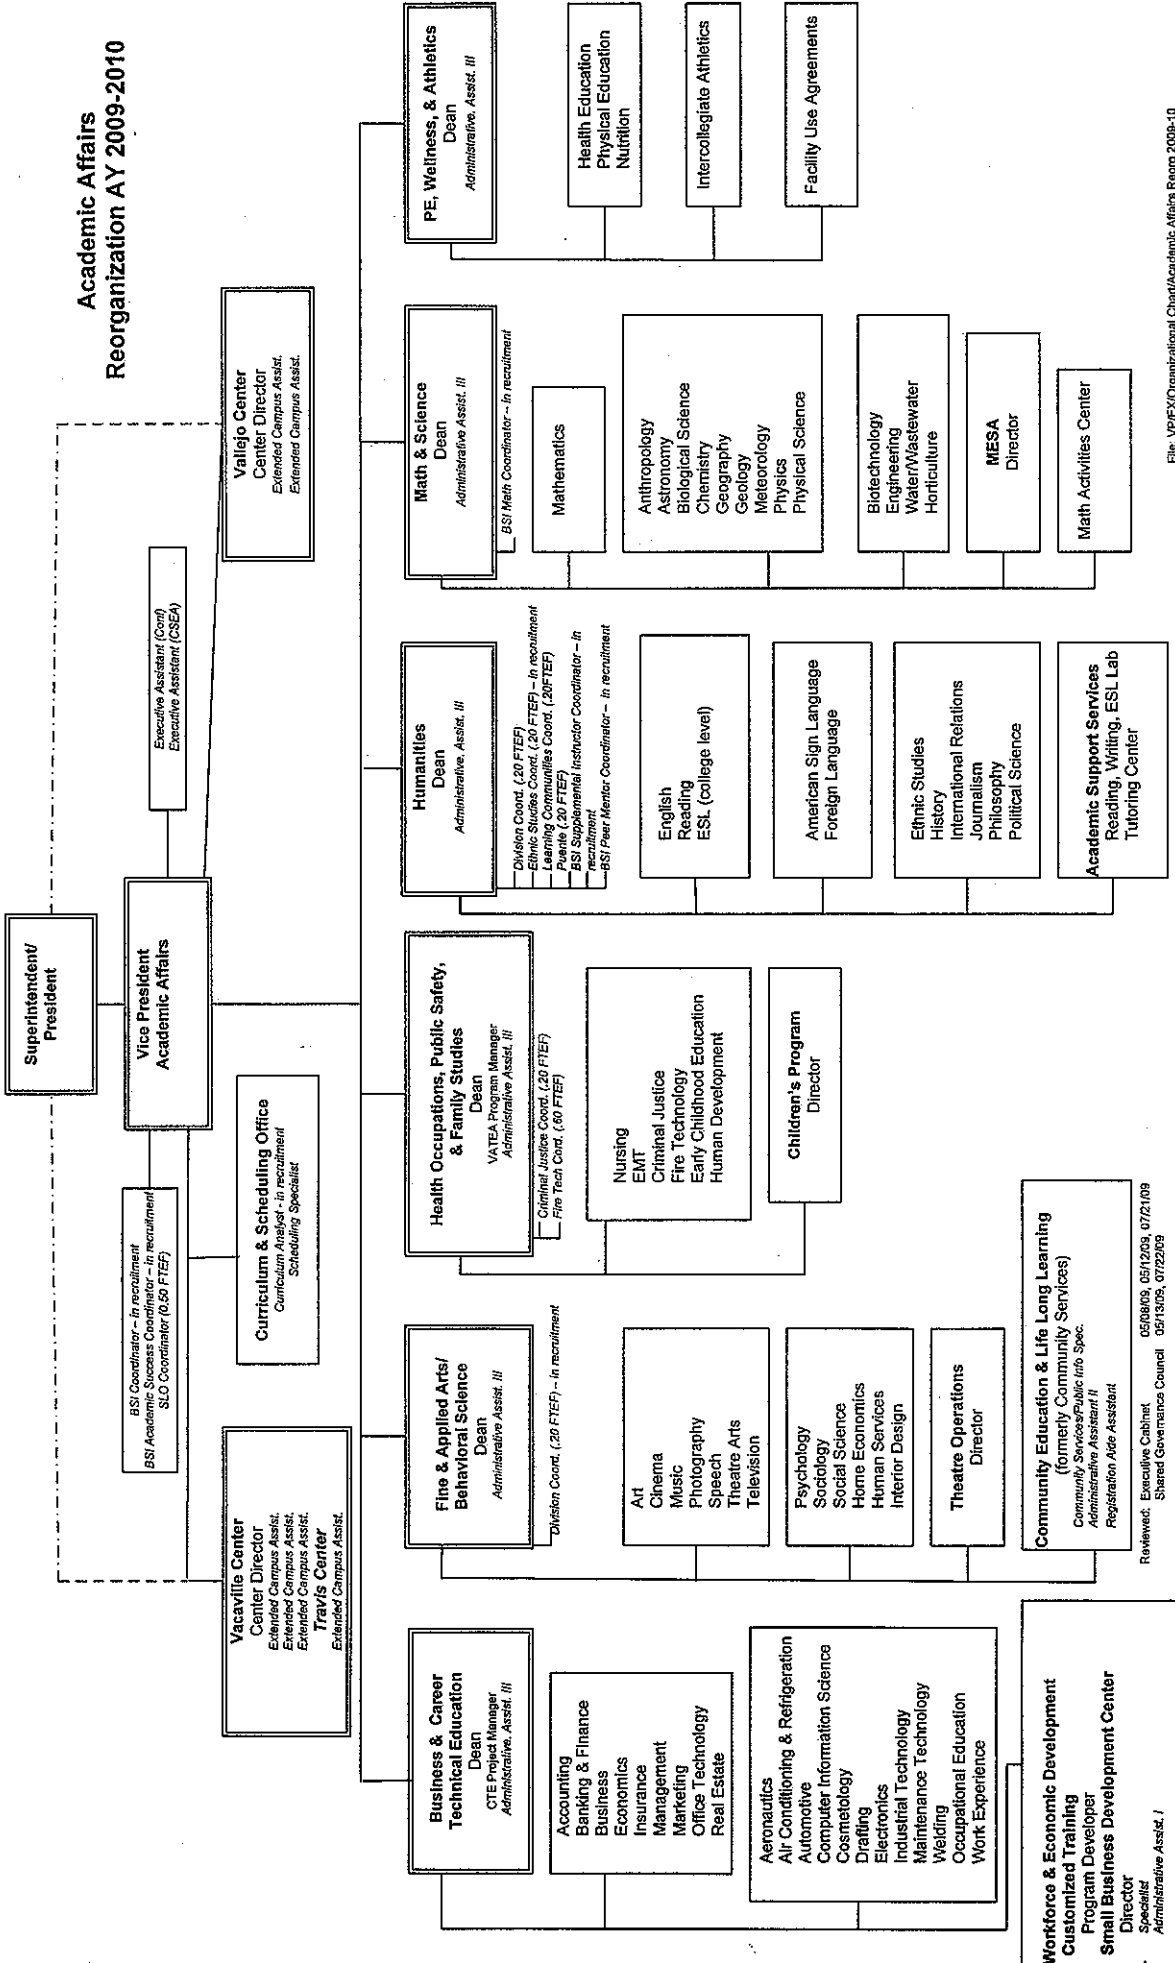 Academic Affairs
Reorganization AY 2009-2010
Superintendent/
President
Vice President
Academic Affairs
Executive Assistant (Conf)
Executive Assistant (CSEA)
BSI Coordinator – in recruitment
BSI Academic Success Coordinator – in recruitment
SLO Coordinator (0.50 FTEF)
Curriculum & Scheduling Office
Curriculum Analyst - in recruitment
Scheduling Specialist
Vacaville Center
Center Director
Extended Campus Assist.
Extended Campus Assist.
Extended Campus Assist.
Travis Center
Extended Campus Assist.
Vallejo Center
Center Director
Extended Campus Assist.
Extended Campus Assist.
Business & Career
Technical Education
Dean
CTE Project Manager
Administrative. Assist. III
Accounting
Banking & Finance
Business
Economics
Insurance
Management
Marketing
Office Technology
Real Estate
Aeronautics
Air Conditioning & Refrigeration
Automotive
Computer Information Science
Cosmetology
Drafting
Electronics
Industrial Technology
Maintenance Technology
Welding
Occupational Education
Work Experience
Workforce & Economic Development
Customized Training
Program Developer
Small Business Development Center
Director
Specialist
Administrative Assist. I
Fine & Applied Arts/
Behavioral Science
Dean
Administrative Assist. III
Division Coord. (.20 FTEF) – in recruitment
Art
Cinema
Music
Photography
Speech
Theatre Arts
Television
Psychology
Sociology
Social Science
Home Economics
Human Services
Interior Design
Theatre Operations
Director
Community Education & Life Long Learning
(formerly Community Services)
Community Services/Public Info Spec.
Administrative Assistant II
Registration Aide Assistant
Health Occupations, Public Safety,
& Family Studies
Dean
VATEA Program Manager
Administrative Assist. III
Criminal Justice Coord. (.20 FTEF)
Fire Tech Cord. (.60 FTEF)
Nursing
EMT
Criminal Justice
Fire Technology
Early Childhood Education
Human Development
Children's Program
Director
Humanities
Dean
Administrative. Assist. III
Division Coord. (.20 FTEF)
Ethnic Studies Coord. (.20 FTEF) – in recruitment
Learning Communities Coord. (.20FTEF)
Puente (.20 FTEF)
BSI Supplemental Instructor Coordinator – in
recruitment
BSI Peer Mentor Coordinator – in recruitment
English
Reading
ESL (college level)
American Sign Language
Foreign Language
Ethnic Studies
History
International Relations
Journalism
Philosophy
Political Science
Academic Support Services
Reading, Writing, ESL Lab
Tutoring Center
Math & Science
Dean
Administrative Assist. III
BSI Math Coordinator – in recruitment
Mathematics
Anthropology
Astronomy
Biological Science
Chemistry
Geography
Geology
Meteorology
Physics
Physical Science
Biotechnology
Engineering
Water/Wastewater
Horticulture
MESA
Director
Math Activities Center
PE, Wellness, & Athletics
Dean
Administrative. Assist. III
Health Education
Physical Education
Nutrition
Intercollegiate Athletics
Facility Use Agreements
Reviewed: Executive Cabinet 05/08/09, 05/12/09, 07/21/09
Shared Governance Council 05/13/09, 07/22/09
File: VP/EX/Organizational Chart/Academic Affairs Reorg 2009-10